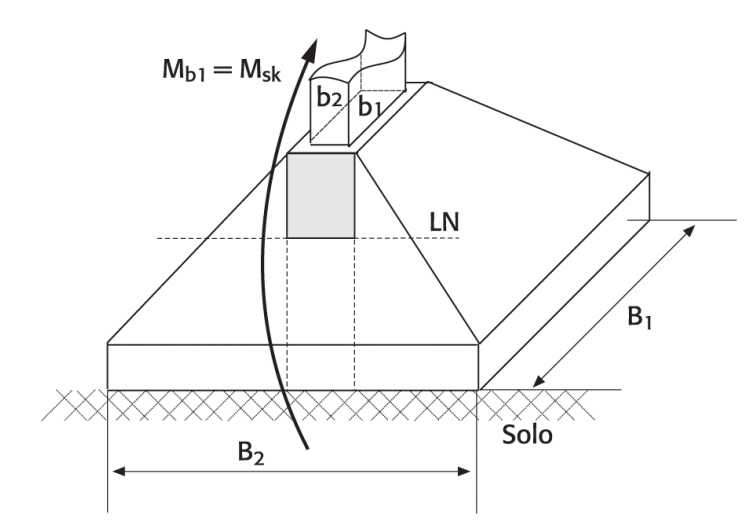 M_b1 = M_sk
b2 b1
LN
B1
Solo
B2